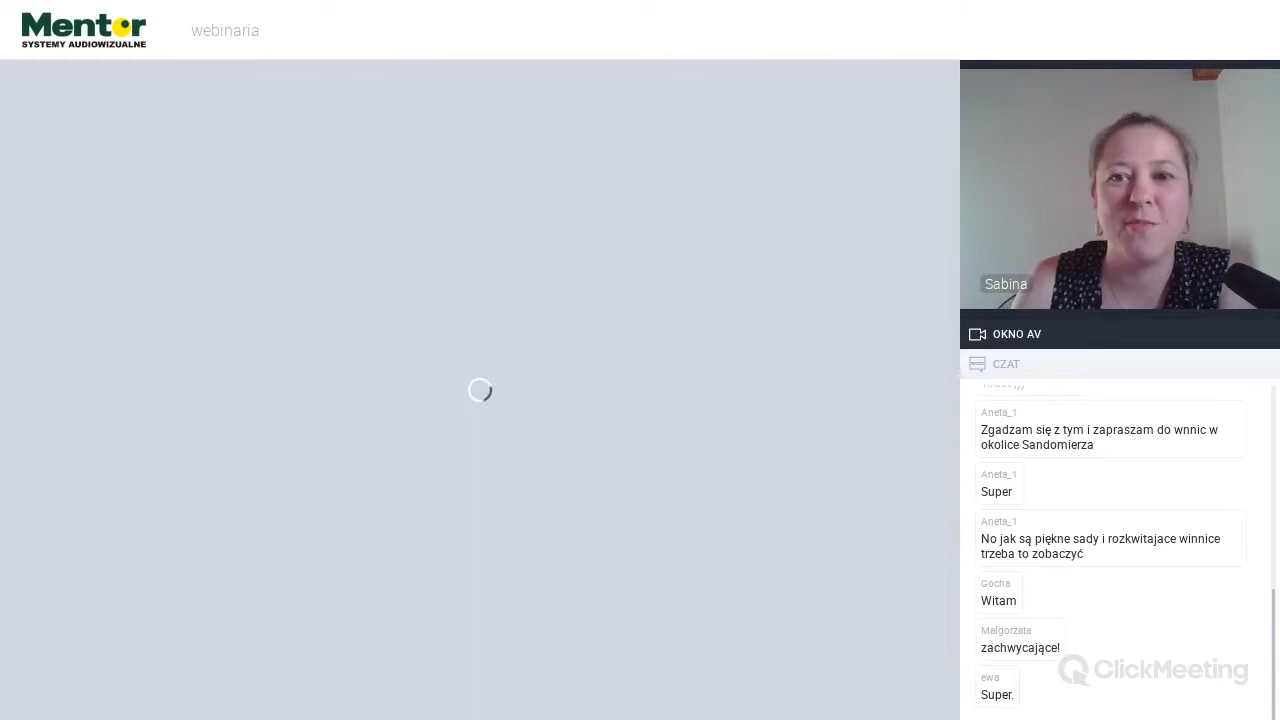 Mentor
SYSTEMY AUDIOWIZUALNE
webinaria
Sabina
OKNO AV
CZAT
Aneta_1
Zgadzam się z tym i zapraszam do wnnic w
okolice Sandomierza
Aneta_1
Super
Aneta_1
No jak są piękne sady i rozkwitajace winnice
trzeba to zobaczyć
Gocha
Witam
Małgorzata
zachwycające!
ewa
Super.
ClickMeeting